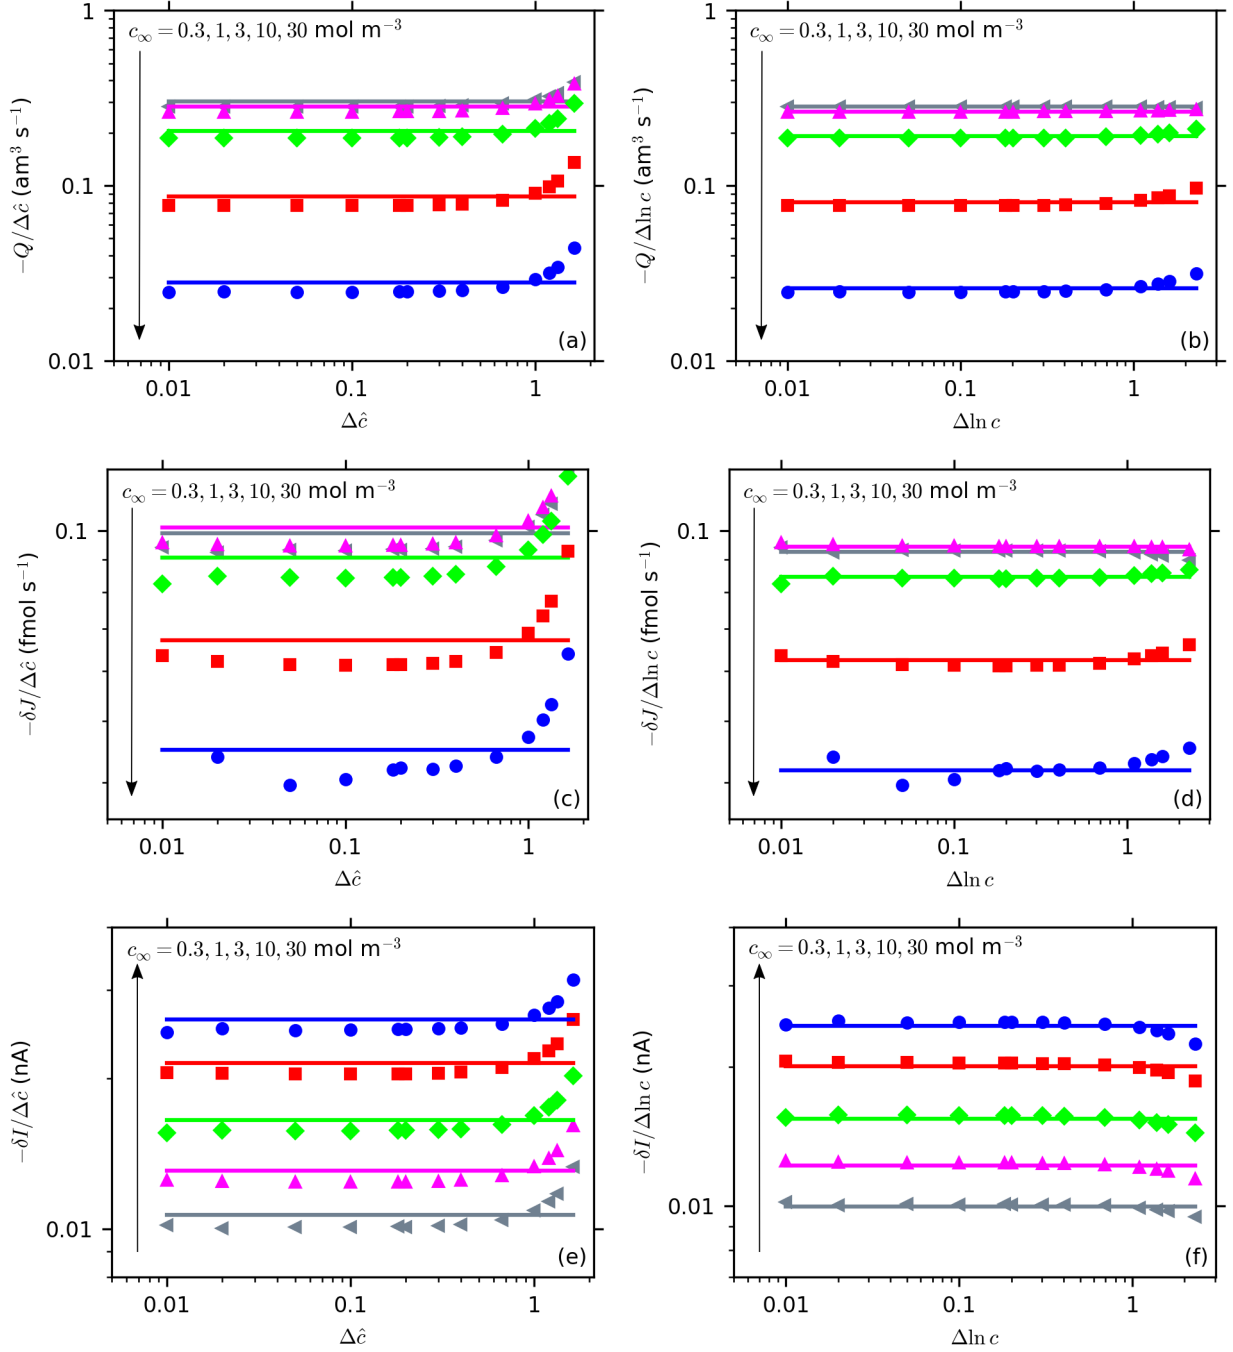 c∞ = 0.3, 1, 3, 10, 30 mol m⁻³
1
0.1
0.01
−Q/Δĉ (am³ s⁻¹)
(a)
0.01 0.1 1
Δĉ
c∞ = 0.3, 1, 3, 10, 30 mol m⁻³
1
0.1
0.01
−Q/Δln c (am³ s⁻¹)
(b)
0.01 0.1 1
Δln c
c∞ = 0.3, 1, 3, 10, 30 mol m⁻³
0.1
−δJ/Δĉ (fmol s⁻¹)
(c)
0.01 0.1 1
Δĉ
c∞ = 0.3, 1, 3, 10, 30 mol m⁻³
0.1
−δJ/Δln c (fmol s⁻¹)
(d)
0.01 0.1 1
Δln c
c∞ = 0.3, 1, 3, 10, 30 mol m⁻³
0.01
−δI/Δĉ (nA)
(e)
0.01 0.1 1
Δĉ
c∞ = 0.3, 1, 3, 10, 30 mol m⁻³
0.01
−δI/Δln c (nA)
(f)
0.01 0.1 1
Δln c